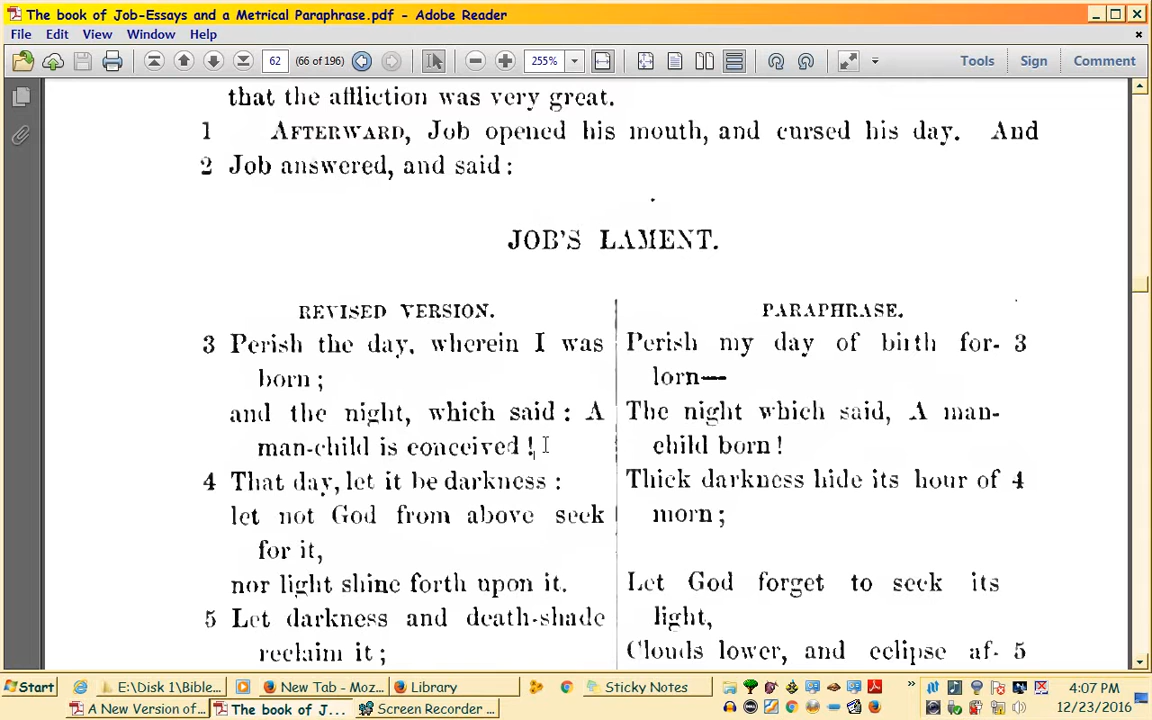 The book of Job-Essays and a Metrical Paraphrase.pdf - Adobe Reader
File Edit View Window Help
62 (66 of 196) 255% Tools Sign Comment
that the affliction was very great.
1 AFTERWARD, Job opened his mouth, and cursed his day. And
2 Job answered, and said:
JOB'S LAMENT.
REVISED VERSION.
3 Perish the day, wherein I was
born;
and the night, which said: A
man-child is conceived!
4 That day, let it be darkness:
let not God from above seek
for it,
nor light shine forth upon it.
5 Let darkness and death-shade
reclaim it;
PARAPHRASE.
Perish my day of birth for- 3
lorn—
The night which said, A man-
child born!
Thick darkness hide its hour of 4
morn;
Let God forget to seek its
light,
Clouds lower, and eclipse af- 5
Start E:\Disk 1\Bible... New Tab - Moz... Library Sticky Notes 4:07 PM
A New Version of... The book of J... Screen Recorder ... 12/23/2016